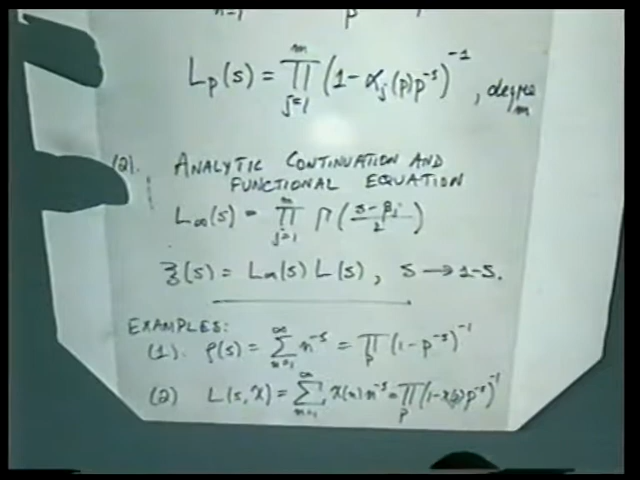 n=1 p
L_p(s) = ∏_{j=1}^{m} (1 - α_j(p)p^{-s})^{-1}, degree m
(2). ANALYTIC CONTINUATION AND
FUNCTIONAL EQUATION
L_∞(s) = ∏_{j=1}^{m} Γ((s-β_j)/2)
ξ(s) = L_∞(s) L(s), s → 1-s.
EXAMPLES:
(1). ζ(s) = ∑_{n=1}^{∞} n^{-s} = ∏_p (1 - p^{-s})^{-1}
(2) L(s, χ) = ∑_{n=1}^{∞} χ(n) n^{-s} = ∏_p (1 - χ(p) p^{-s})^{-1}